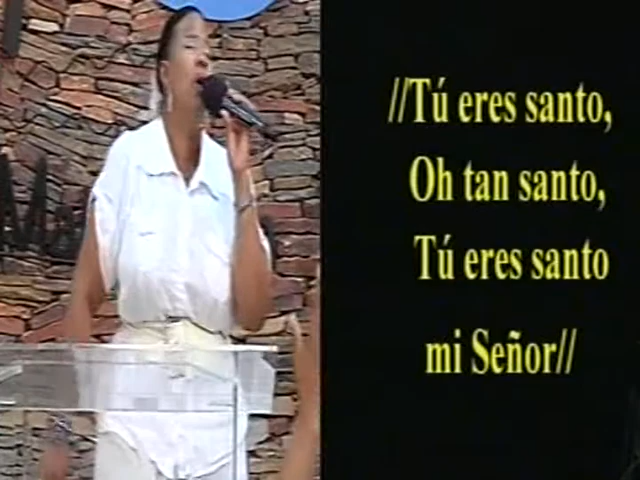 //Tú eres santo,
Oh tan santo,
Tú eres santo
mi Señor//